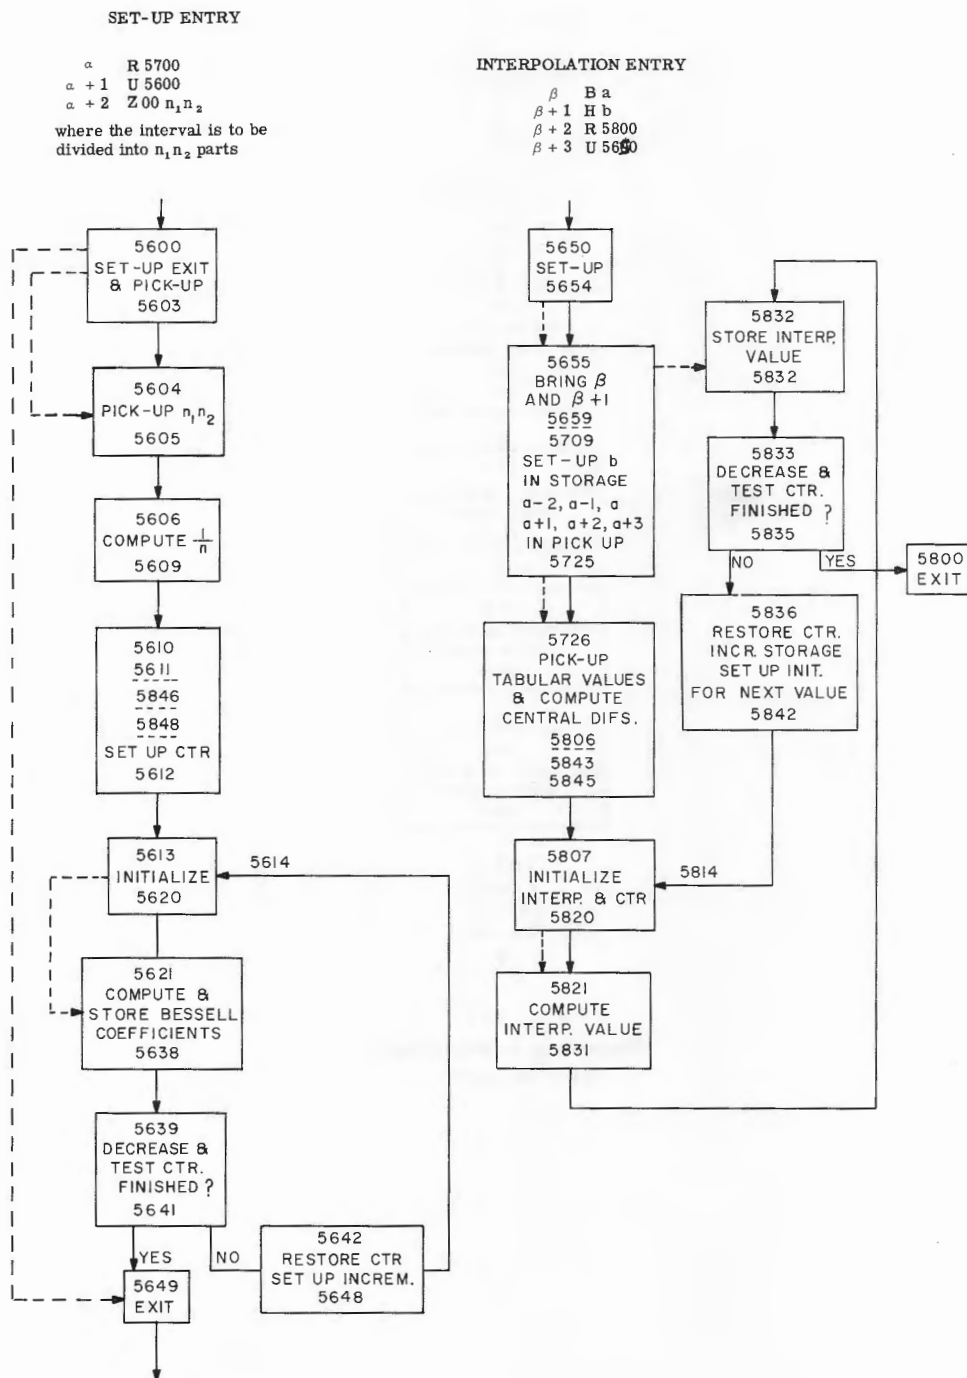 SET-UP ENTRY
α R 5700
α + 1 U 5600
α + 2 Z 00 n₁n₂
where the interval is to be
divided into n₁n₂ parts
5600
SET-UP EXIT
& PICK-UP
5603
5604
PICK-UP n₁n₂
5605
5606
COMPUTE 1/n
5609
5610
5611
5846
5848
SET UP CTR
5612
5613
INITIALIZE
5620
5614
5621
COMPUTE &
STORE BESSELL
COEFFICIENTS
5638
5639
DECREASE &
TEST CTR.
FINISHED ?
5641
YES
NO
5642
RESTORE CTR
SET UP INCREM.
5648
5649
EXIT
INTERPOLATION ENTRY
β B a
β + 1 H b
β + 2 R 5800
β + 3 U 5650
5650
SET-UP
5654
5655
BRING β
AND β +1
5659
5709
SET-UP b
IN STORAGE
a-2, a-1, a
a+1, a+2, a+3
IN PICK UP
5725
5726
PICK-UP
TABULAR VALUES
& COMPUTE
CENTRAL DIFS.
5806
5843
5845
5807
INITIALIZE
INTERP. & CTR
5820
5814
5821
COMPUTE
INTERP. VALUE
5831
5832
STORE INTERP.
VALUE
5832
5833
DECREASE &
TEST CTR.
FINISHED ?
5835
NO
YES
5800
EXIT
5836
RESTORE CTR.
INCR. STORAGE
SET UP INIT.
FOR NEXT VALUE
5842